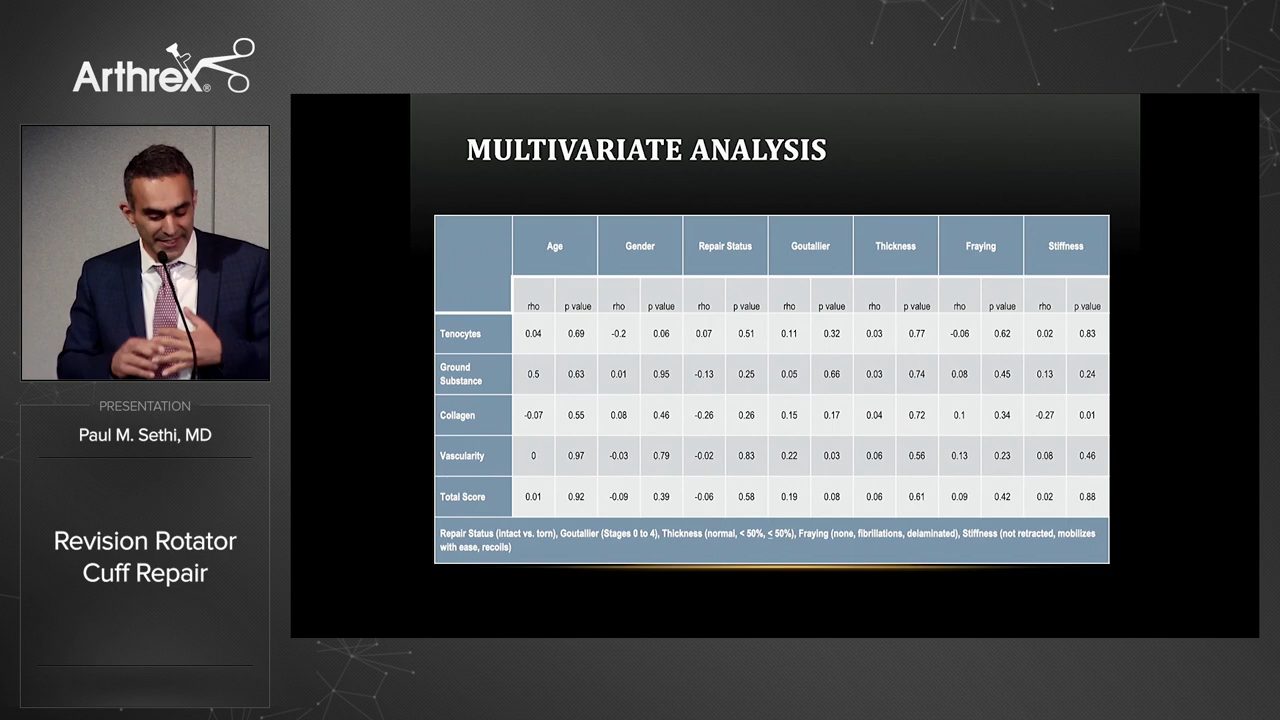 Arthrex®
PRESENTATION
Paul M. Sethi, MD
Revision Rotator
Cuff Repair
MULTIVARIATE ANALYSIS
Age Gender Repair Status Goutallier Thickness Fraying Stiffness
rho p value rho p value rho p value rho p value rho p value rho p value rho p value
Tenocytes 0.04 0.69 -0.2 0.06 0.07 0.51 0.11 0.32 0.03 0.77 -0.06 0.62 0.02 0.83
Ground
Substance 0.5 0.63 0.01 0.95 -0.13 0.25 0.05 0.66 0.03 0.74 0.08 0.45 0.13 0.24
Collagen -0.07 0.55 0.08 0.46 -0.26 0.26 0.15 0.17 0.04 0.72 0.1 0.34 -0.27 0.01
Vascularity 0 0.97 -0.03 0.79 -0.02 0.83 0.22 0.03 0.06 0.56 0.13 0.23 0.08 0.46
Total Score 0.01 0.92 -0.09 0.39 -0.06 0.58 0.19 0.08 0.06 0.61 0.09 0.42 0.02 0.88
Repair Status (intact vs. torn), Goutallier (Stages 0 to 4), Thickness (normal, < 50%, ≤ 50%), Fraying (none, fibrillations, delaminated), Stiffness (not retracted, mobilizes
with ease, recoils)